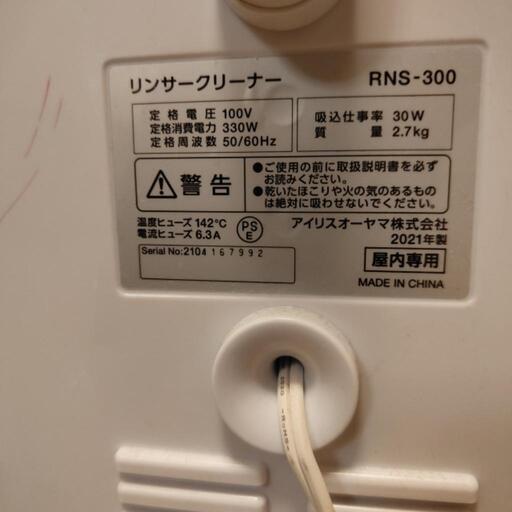 リンサークリーナー RNS-300
定格電圧 100V
定格消費電力 330W
定格周波数 50/60Hz
吸込仕事率 30W
質量 2.7kg
警告
●ご使用の前に取扱説明書を必ず
お読みください。
●乾いたほこりや火の気のあるもの
は絶対に吸わせないでください。
温度ヒューズ 142℃
電流ヒューズ 6.3A
PSE
アイリスオーヤマ株式会社
2021年製
Serial No:2104 167992
屋内専用
MADE IN CHINA